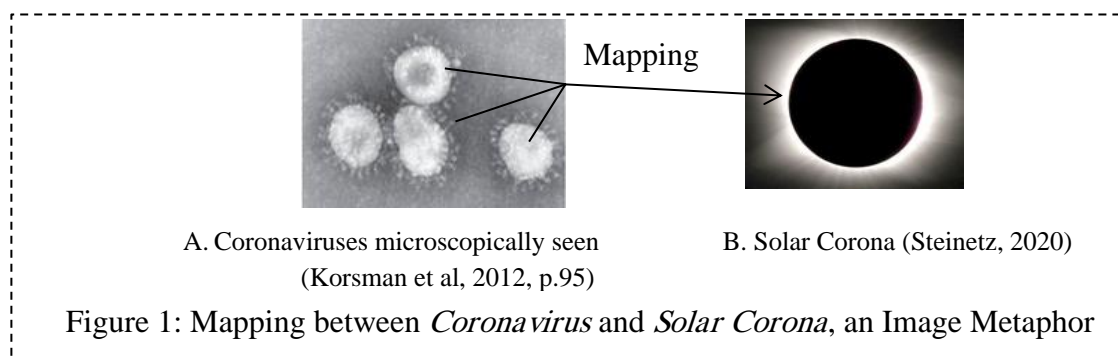 Mapping
A. Coronaviruses microscopically seen
(Korsman et al, 2012, p.95)
B. Solar Corona (Steinetz, 2020)
Figure 1: Mapping between Coronavirus and Solar Corona, an Image Metaphor